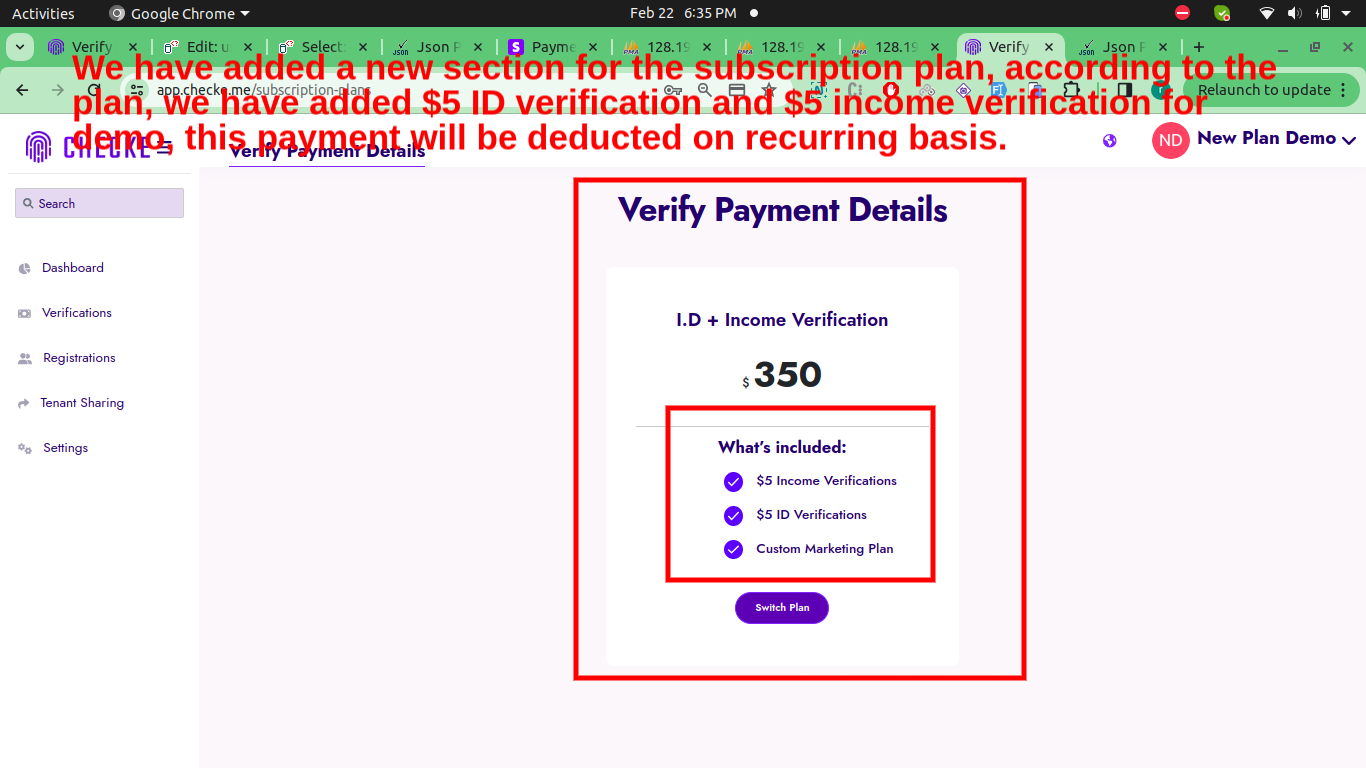 Activities Google Chrome Feb 22 6:35 PM
Verify Edit: u Select: Json P Payme 128.19 128.19 128.19 Verify Json F
We have added a new section for the subscription plan, according to the
app.checke.me/subscription-plans Relaunch to update
plan, we have added $5 ID verification and $5 Income verification for
demo, this payment will be deducted on recurring basis.
CHECKE
Verify Payment Details
ND New Plan Demo
Search
Dashboard
Verifications
Registrations
Tenant Sharing
Settings
Verify Payment Details
I.D + Income Verification
$ 350
What's included:
$5 Income Verifications
$5 ID Verifications
Custom Marketing Plan
Switch Plan